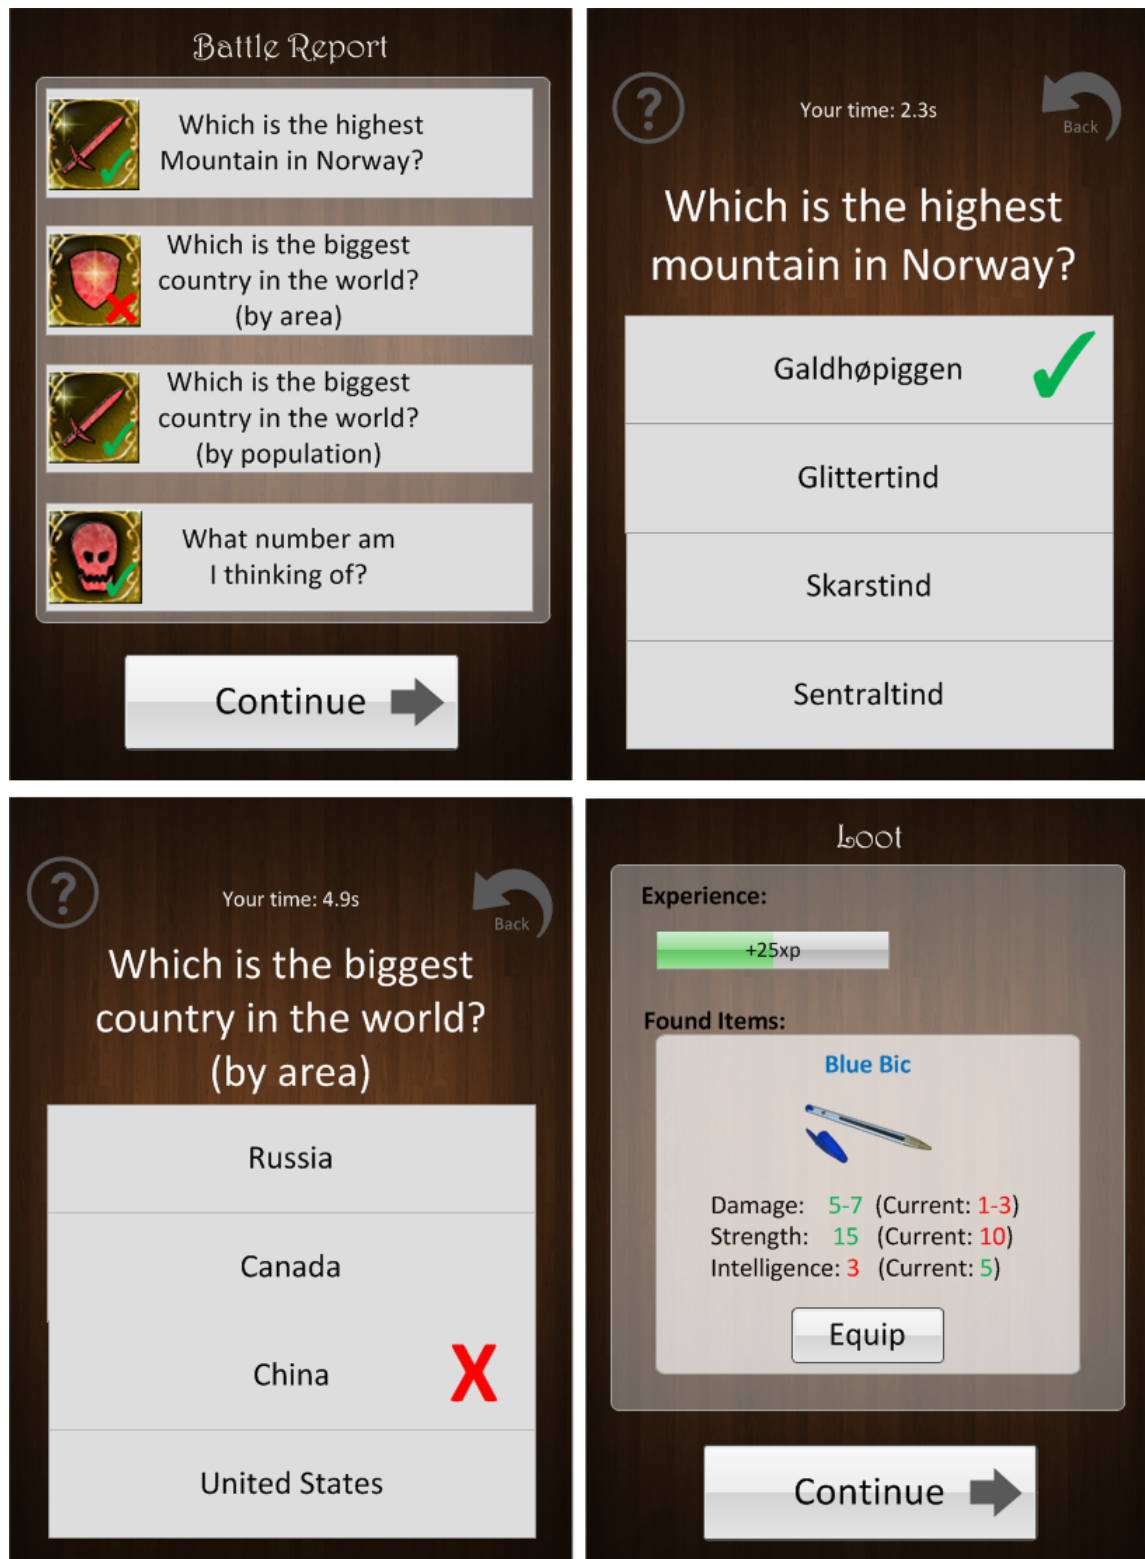 Battle Report
Which is the highest
Mountain in Norway?
Which is the biggest
country in the world?
(by area)
Which is the biggest
country in the world?
(by population)
What number am
I thinking of?
Continue
?
Your time: 2.3s
Back
Which is the highest
mountain in Norway?
Galdhøpiggen
Glittertind
Skarstind
Sentraltind
?
Your time: 4.9s
Back
Which is the biggest
country in the world?
(by area)
Russia
Canada
China X
United States
Loot
Experience:
+25xp
Found Items:
Blue Bic
Damage: 5-7 (Current: 1-3)
Strength: 15 (Current: 10)
Intelligence: 3 (Current: 5)
Equip
Continue